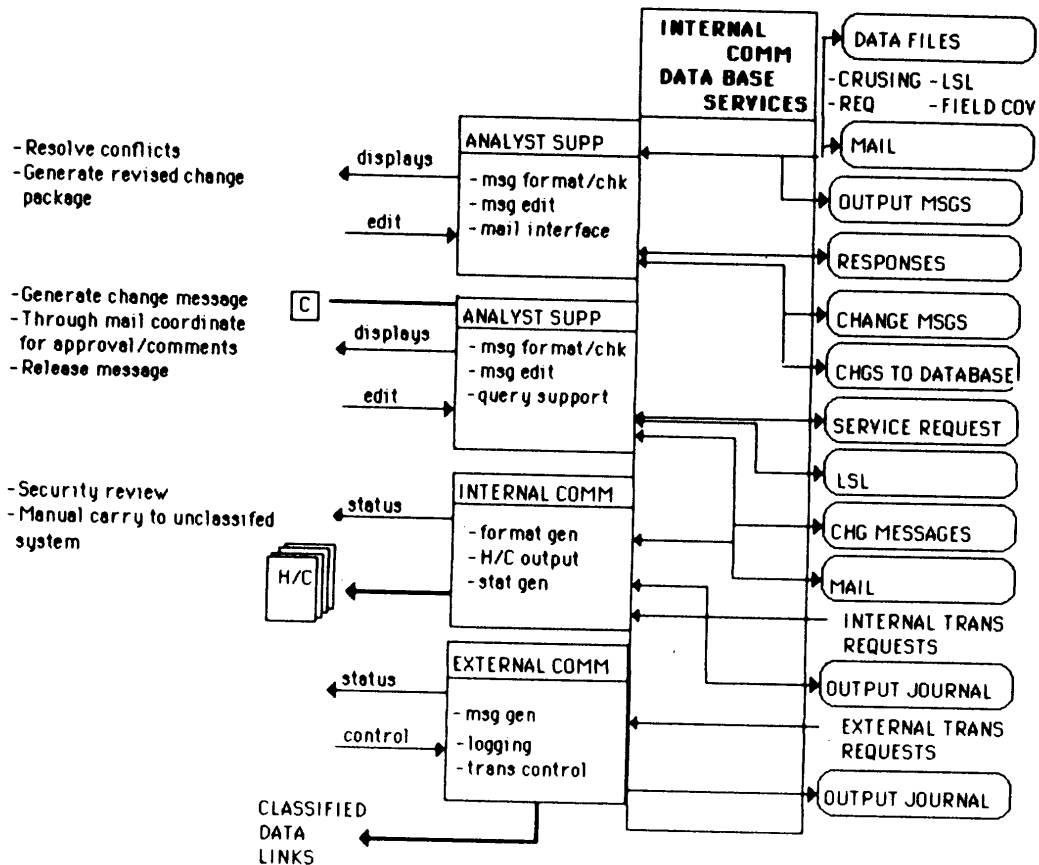 INTERNAL
COMM
DATA BASE
SERVICES
DATA FILES
-CRUSING -LSL
-REQ -FIELD COV
MAIL
OUTPUT MSGS
RESPONSES
CHANGE MSGS
CHGS TO DATABASE
SERVICE REQUEST
LSL
CHG MESSAGES
MAIL
INTERNAL TRANS
REQUESTS
OUTPUT JOURNAL
EXTERNAL TRANS
REQUESTS
OUTPUT JOURNAL
- Resolve conflicts
- Generate revised change
package
displays
edit
ANALYST SUPP
- msg format/chk
- msg edit
- mail interface
- Generate change message
- Through mail coordinate
for approval/comments
- Release message
C
displays
edit
ANALYST SUPP
- msg format/chk
- msg edit
- query support
- Security review
- Manual carry to unclassifed
system
status
H/C
INTERNAL COMM
- format gen
- H/C output
- stat gen
status
control
EXTERNAL COMM
- msg gen
- logging
- trans control
CLASSIFIED
DATA
LINKS